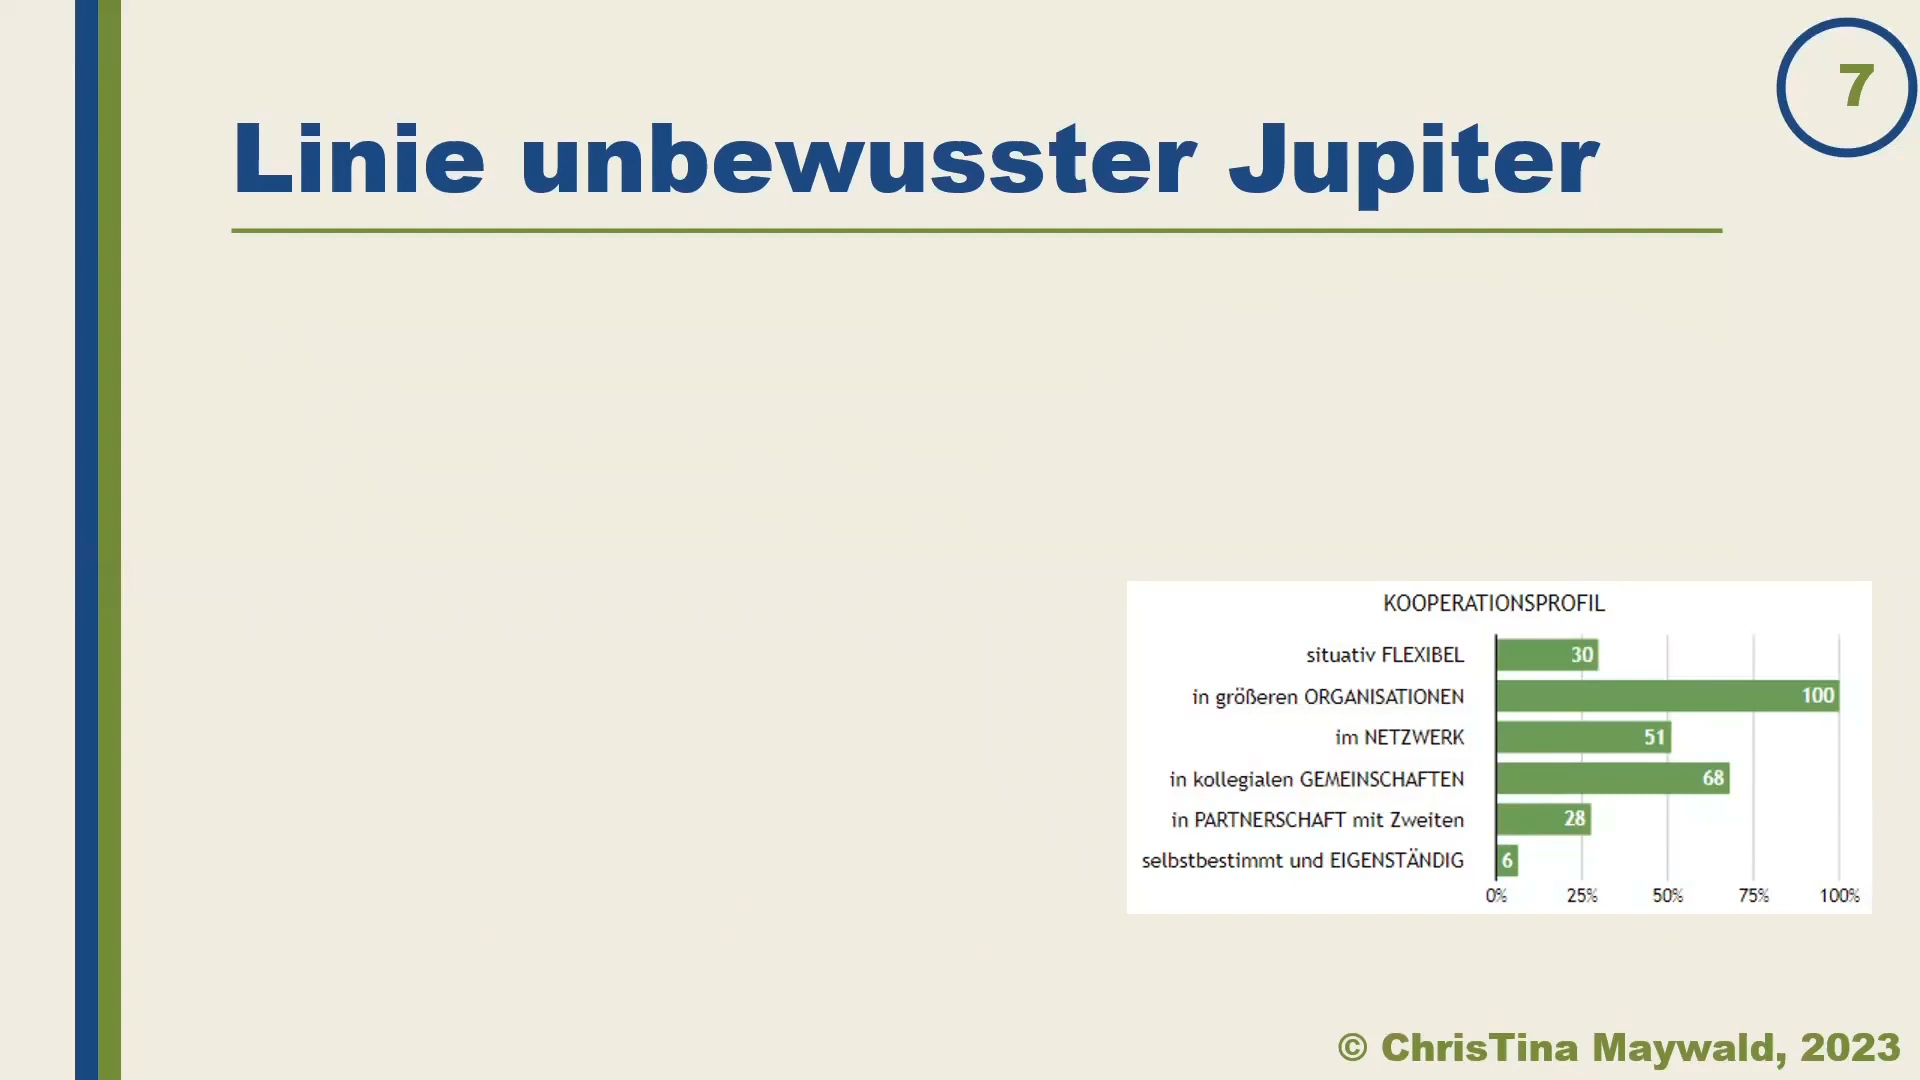 7
Linie unbewusster Jupiter
KOOPERATIONSPROFIL
situativ FLEXIBEL 30
in größeren ORGANISATIONEN 100
im NETZWERK 51
in kollegialen GEMEINSCHAFTEN 68
in PARTNERSCHAFT mit Zweiten 28
selbstbestimmt und EIGENSTÄNDIG 6
0% 25% 50% 75% 100%
© ChrisTina Maywald, 2023